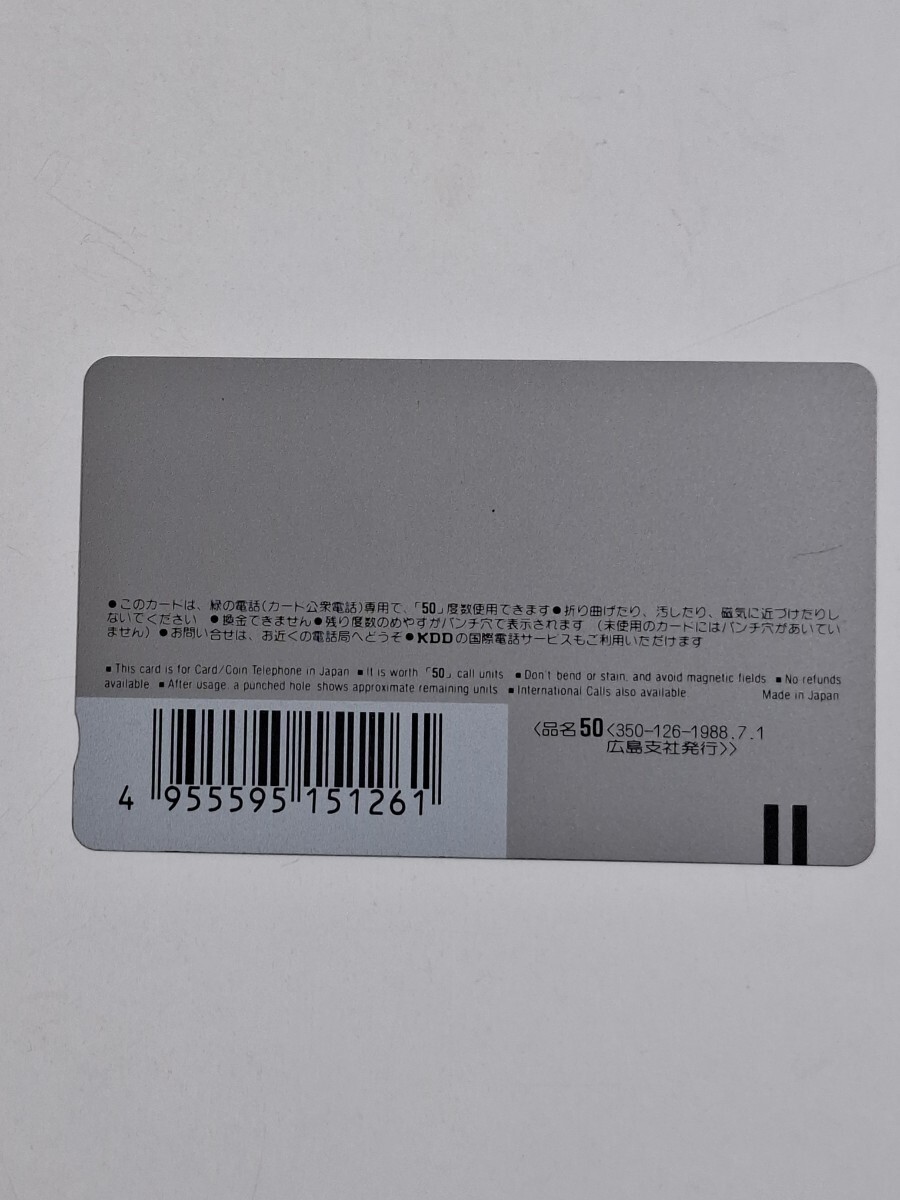 ●このカードは、緑の電話(カード公衆電話)専用で、「50」度数使用できます●折り曲げたり、汚したり、磁気に近づけたりし
ないでください ●換金できません●残り度数のめやすがパンチ穴で表示されます (未使用のカードにはパンチ穴があいてい
ません)●お問い合せは、お近くの電話局へどうぞ●KDDの国際電話サービスもご利用いただけます
■This card is for Card/Coin Telephone in Japan ■It is worth 「50」 call units ■Don't bend or stain, and avoid magnetic fields ■No refunds
available ■After usage, a punched hole shows approximate remaining units ■International Calls also available Made in Japan
〈品名50〈350-126-1988.7.1
広島支社発行〉〉
4 955595 151261